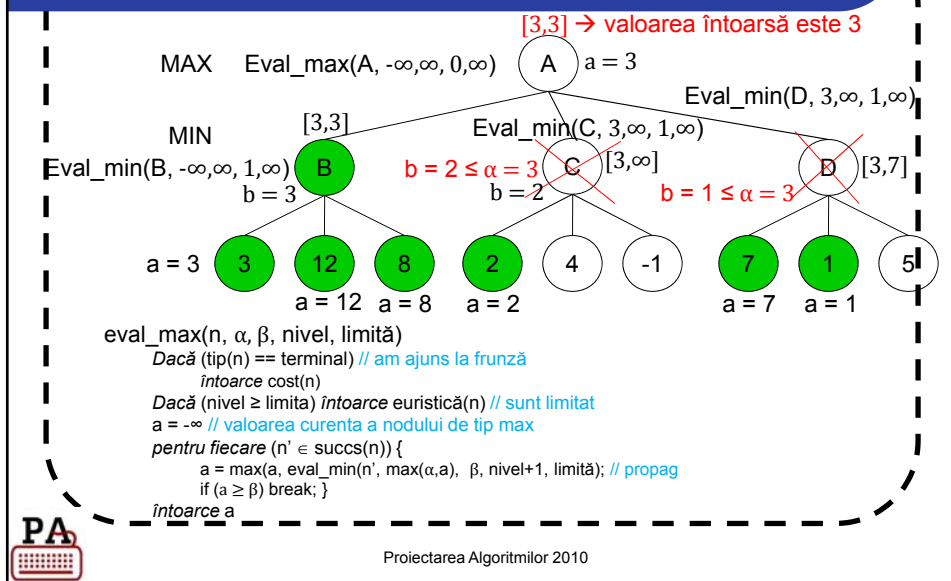 [3,3] → valoarea întoarsă este 3
MAX Eval_max(A, -∞,∞, 0,∞) A a = 3
Eval_min(D, 3,∞, 1,∞)
MIN [3,3] Eval_min(C, 3,∞, 1,∞)
Eval_min(B, -∞,∞, 1,∞) B b = 2 ≤ α = 3 C [3,∞] D [3,7]
b = 3 b = 2 b = 1 ≤ α = 3
a = 3 3 12 8 2 4 -1 7 1 5
a = 12 a = 8 a = 2 a = 7 a = 1
eval_max(n, α, β, nivel, limită)
Dacă (tip(n) == terminal) // am ajuns la frunză
întoarce cost(n)
Dacă (nivel ≥ limita) întoarce euristică(n) // sunt limitat
a = -∞ // valoarea curenta a nodului de tip max
pentru fiecare (n' ∈ succs(n)) {
a = max(a, eval_min(n', max(α,a), β, nivel+1, limită); // propag
if (a ≥ β) break; }
întoarce a
PA
Proiectarea Algoritmilor 2010